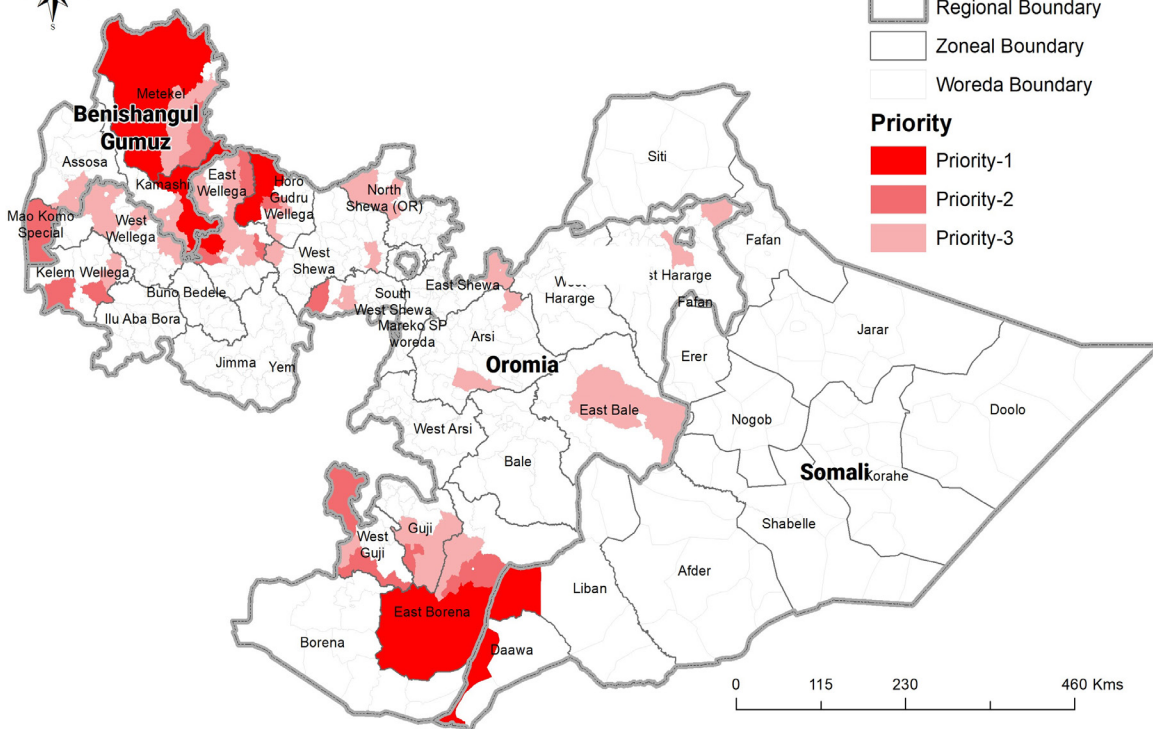 S
Regional Boundary
Zoneal Boundary
Woreda Boundary
Priority
Priority-1
Priority-2
Priority-3
Metekel
Benishangul
Gumuz
Assosa
Kamashi
East
Wellega
Horo
Gudru
Wellega
North
Shewa (OR)
Mao Komo
Special
West
Wellega
West
Shewa
Kelem Wellega
Buno Bedele
Ilu Aba Bora
Jimma
Yem
South
West Shewa
Mareko SP
woreda
East Shewa
Arsi
Oromia
West
Hararge
st Hararge
Siti
Fafan
Fafan
Erer
Jarar
Nogob
Doolo
East Bale
West Arsi
Bale
Somali
Korahe
Shabelle
Afder
Liban
Guji
West
Guji
East Borena
Borena
Daawa
0 115 230 460 Kms